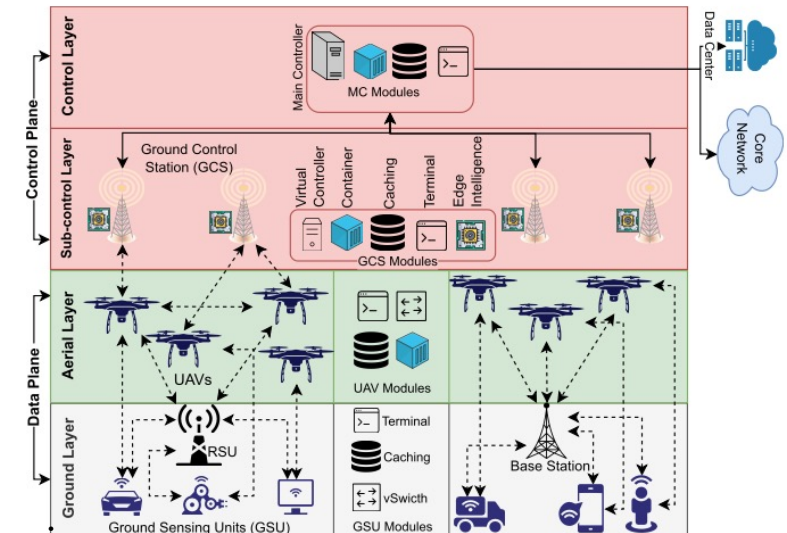 Control Plane
Control Layer
Main Controller
MC Modules
Data Center
Core
Network
Sub-control Layer
Ground Control
Station (GCS)
Virtual
Controller
Container
Caching
Terminal
Edge
Intelligence
GCS Modules
Data Plane
Aerial Layer
UAVs
UAV Modules
Ground Layer
RSU
Ground Sensing Units (GSU)
Terminal
Caching
vSwicth
GSU Modules
Base Station